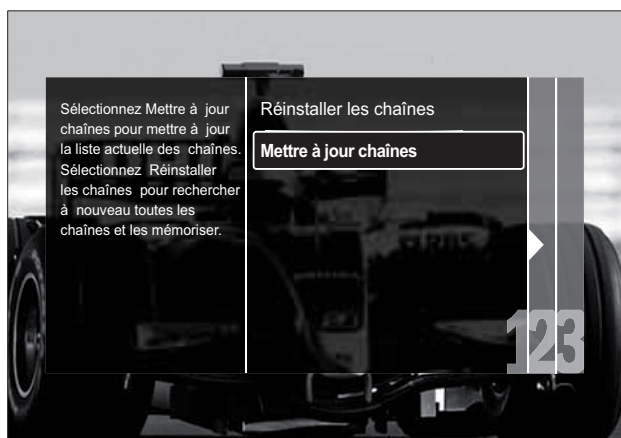 Sélectionnez Mettre à jour
chaînes pour mettre à jour
la liste actuelle des chaînes.
Sélectionnez Réinstaller
les chaînes pour rechercher
à nouveau toutes les
chaînes et les mémoriser.
Réinstaller les chaînes
Mettre à jour chaînes
123